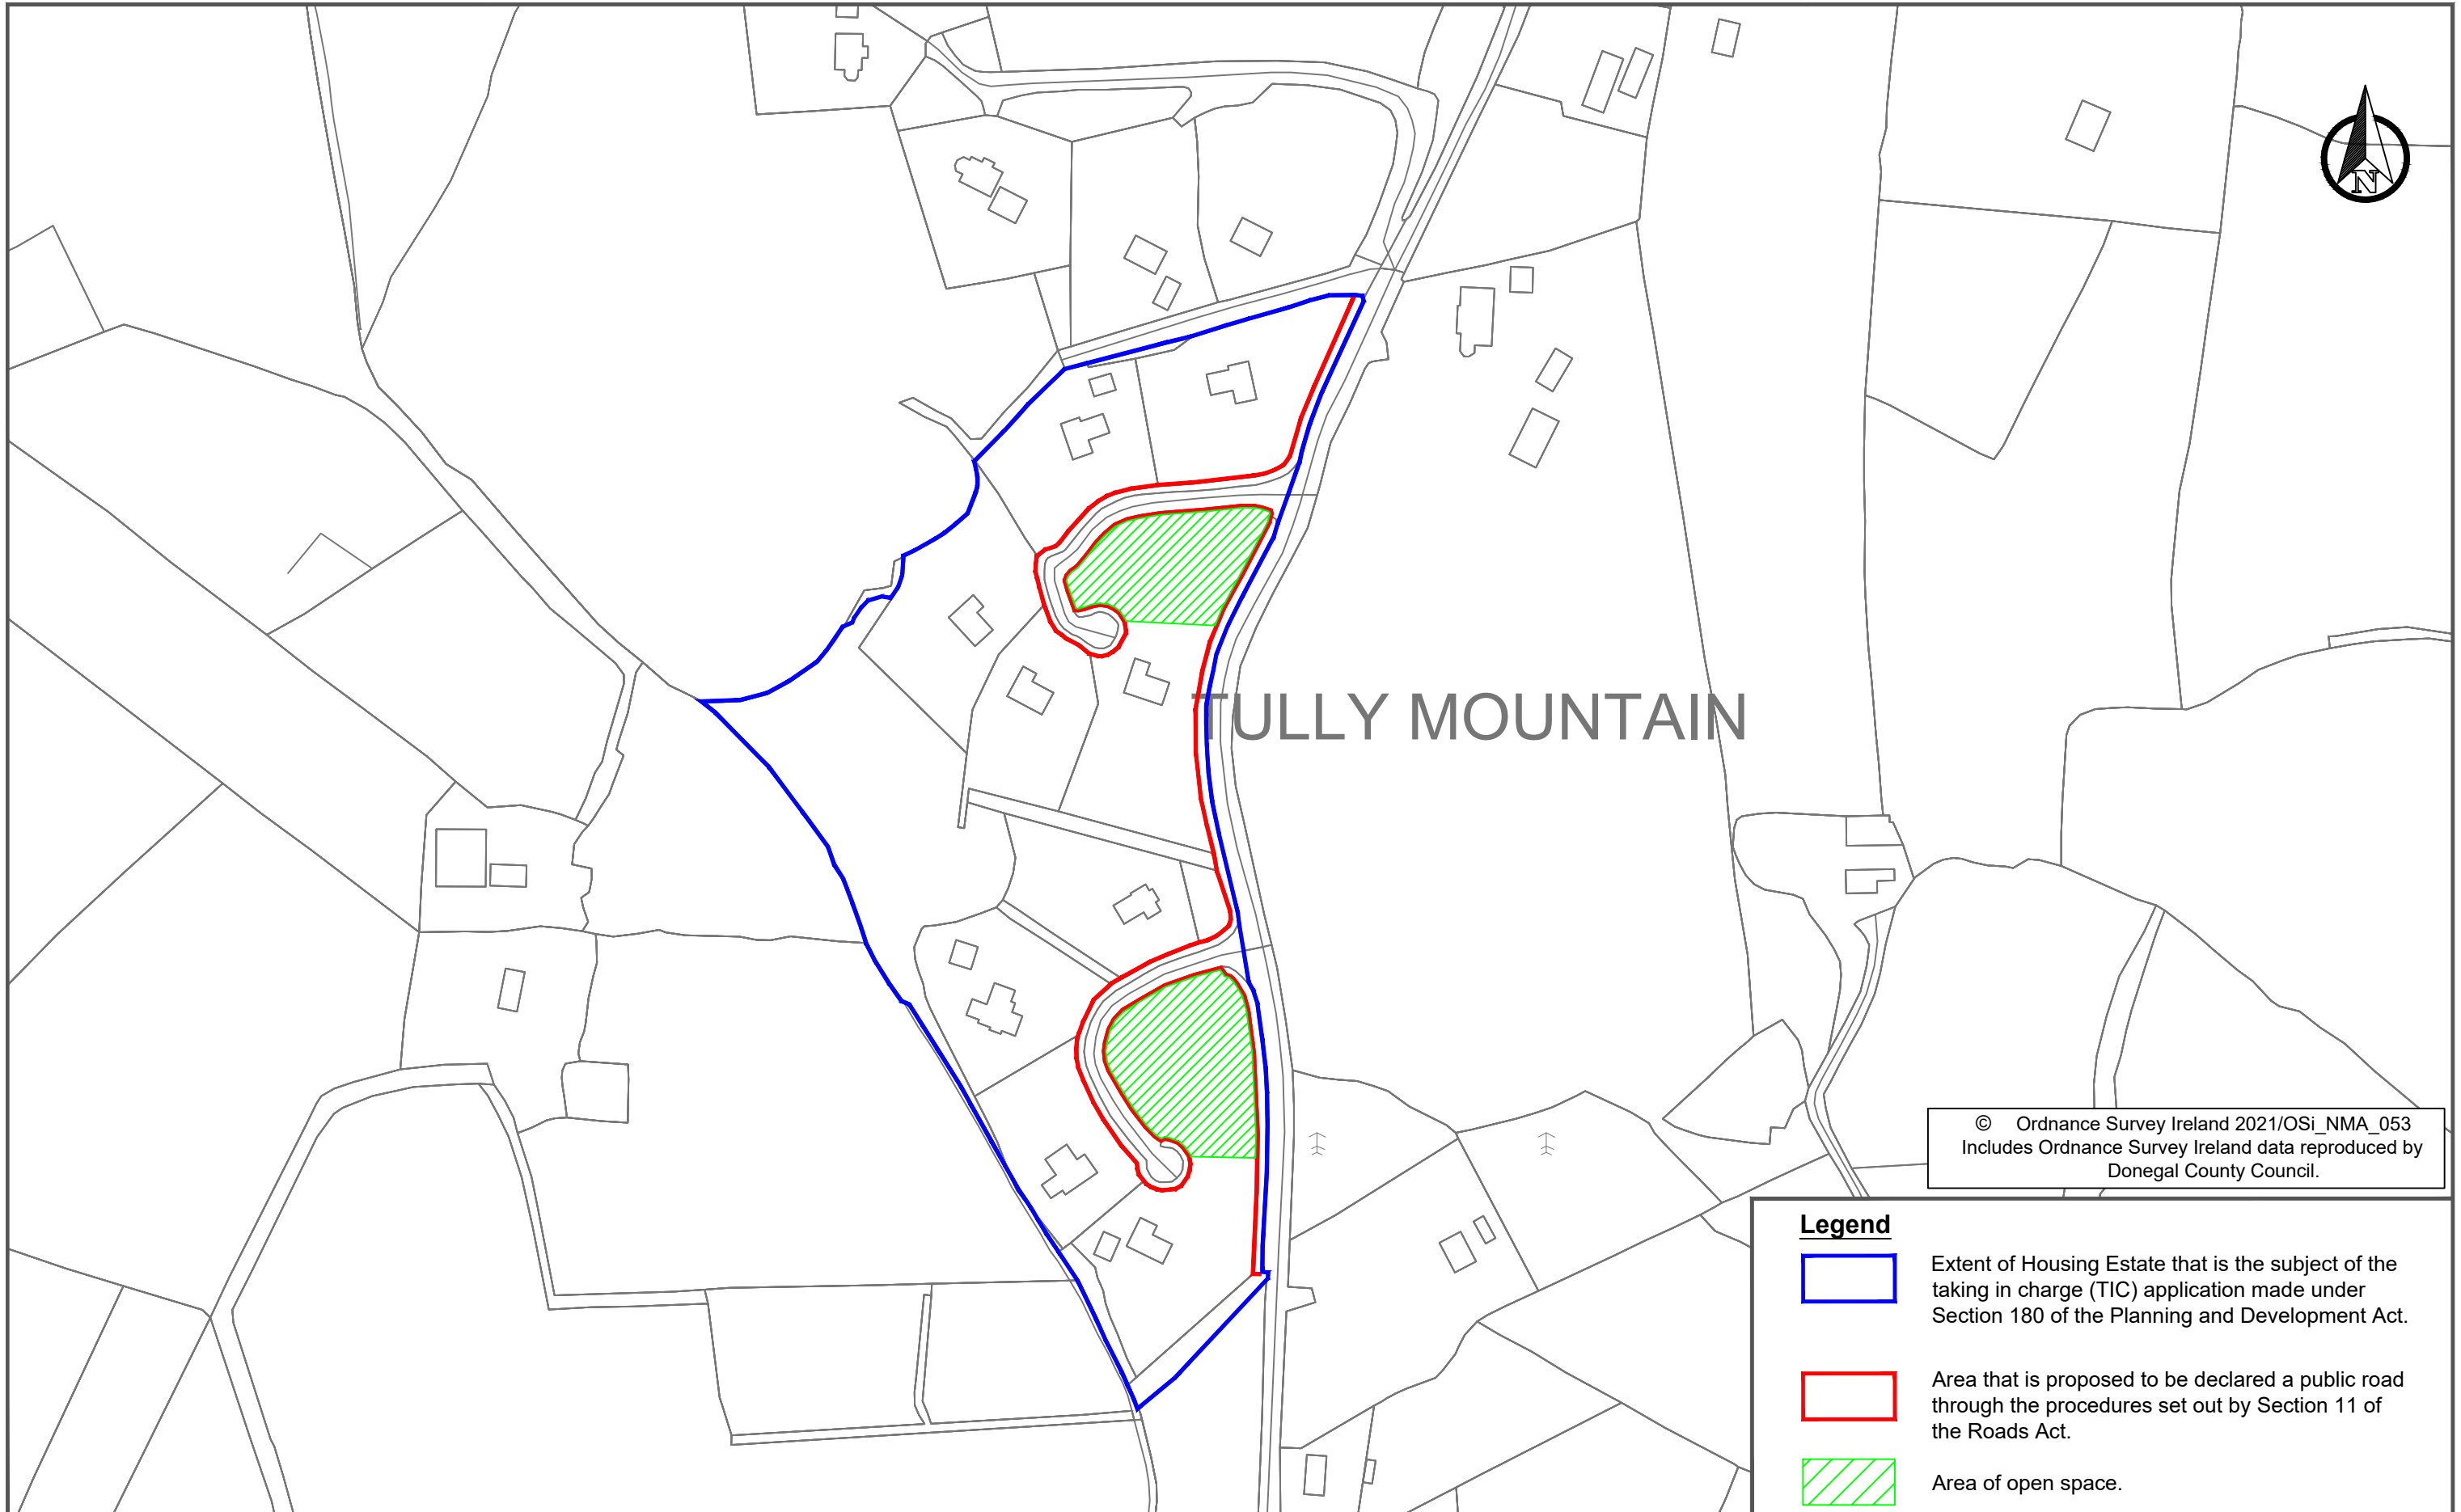 N
TULLY MOUNTAIN
© Ordnance Survey Ireland 2021/OSi_NMA_053
Includes Ordnance Survey Ireland data reproduced by
Donegal County Council.
Legend
Extent of Housing Estate that is the subject of the
taking in charge (TIC) application made under
Section 180 of the Planning and Development Act.
Area that is proposed to be declared a public road
through the procedures set out by Section 11 of
the Roads Act.
Area of open space.